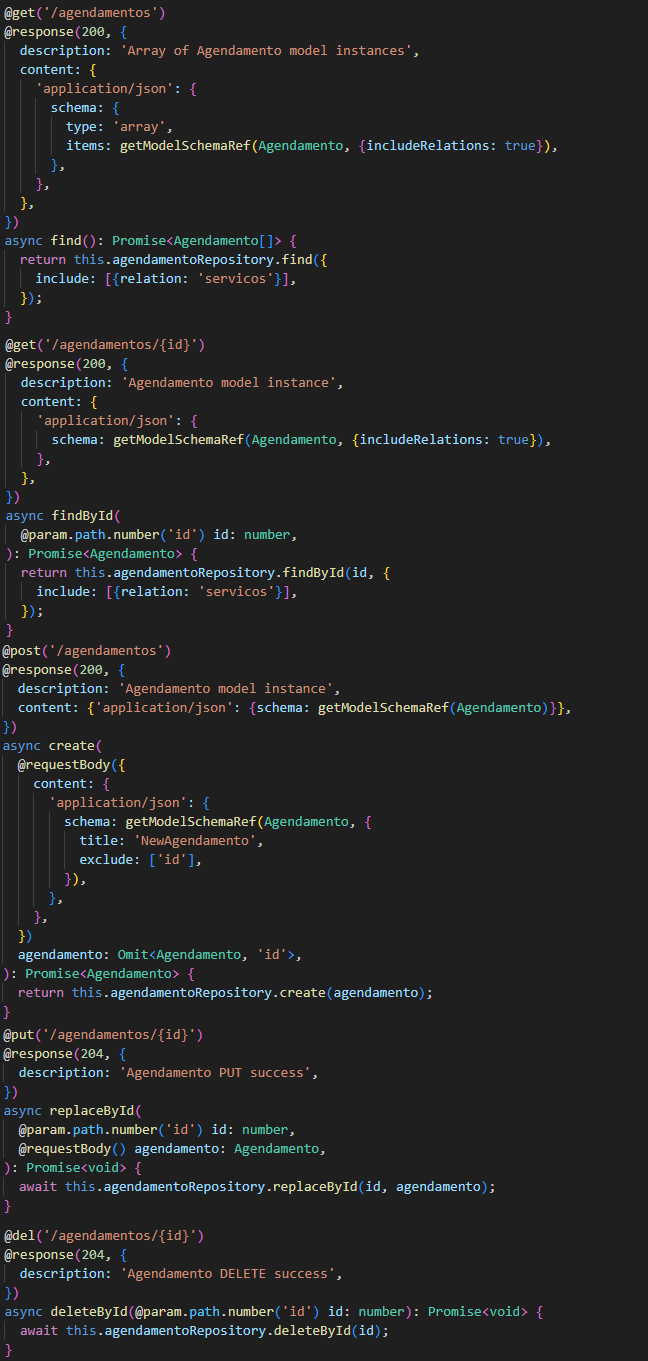 @get('/agendamentos')
@response(200, {
  description: 'Array of Agendamento model instances',
  content: {
    'application/json': {
      schema: {
        type: 'array',
        items: getModelSchemaRef(Agendamento, {includeRelations: true}),
      },
    },
  },
})
async find(): Promise<Agendamento[]> {
  return this.agendamentoRepository.find({
    include: [{relation: 'servicos'}],
  });
}
@get('/agendamentos/{id}')
@response(200, {
  description: 'Agendamento model instance',
  content: {
    'application/json': {
      schema: getModelSchemaRef(Agendamento, {includeRelations: true}),
    },
  },
})
async findById(
  @param.path.number('id') id: number,
): Promise<Agendamento> {
  return this.agendamentoRepository.findById(id, {
    include: [{relation: 'servicos'}],
  });
}
@post('/agendamentos')
@response(200, {
  description: 'Agendamento model instance',
  content: {'application/json': {schema: getModelSchemaRef(Agendamento)}},
})
async create(
  @requestBody({
    content: {
      'application/json': {
        schema: getModelSchemaRef(Agendamento, {
          title: 'NewAgendamento',
          exclude: ['id'],
        }),
      },
    },
  })
  agendamento: Omit<Agendamento, 'id'>,
): Promise<Agendamento> {
  return this.agendamentoRepository.create(agendamento);
}
@put('/agendamentos/{id}')
@response(204, {
  description: 'Agendamento PUT success',
})
async replaceById(
  @param.path.number('id') id: number,
  @requestBody() agendamento: Agendamento,
): Promise<void> {
  await this.agendamentoRepository.replaceById(id, agendamento);
}
@del('/agendamentos/{id}')
@response(204, {
  description: 'Agendamento DELETE success',
})
async deleteById(@param.path.number('id') id: number): Promise<void> {
  await this.agendamentoRepository.deleteById(id);
}